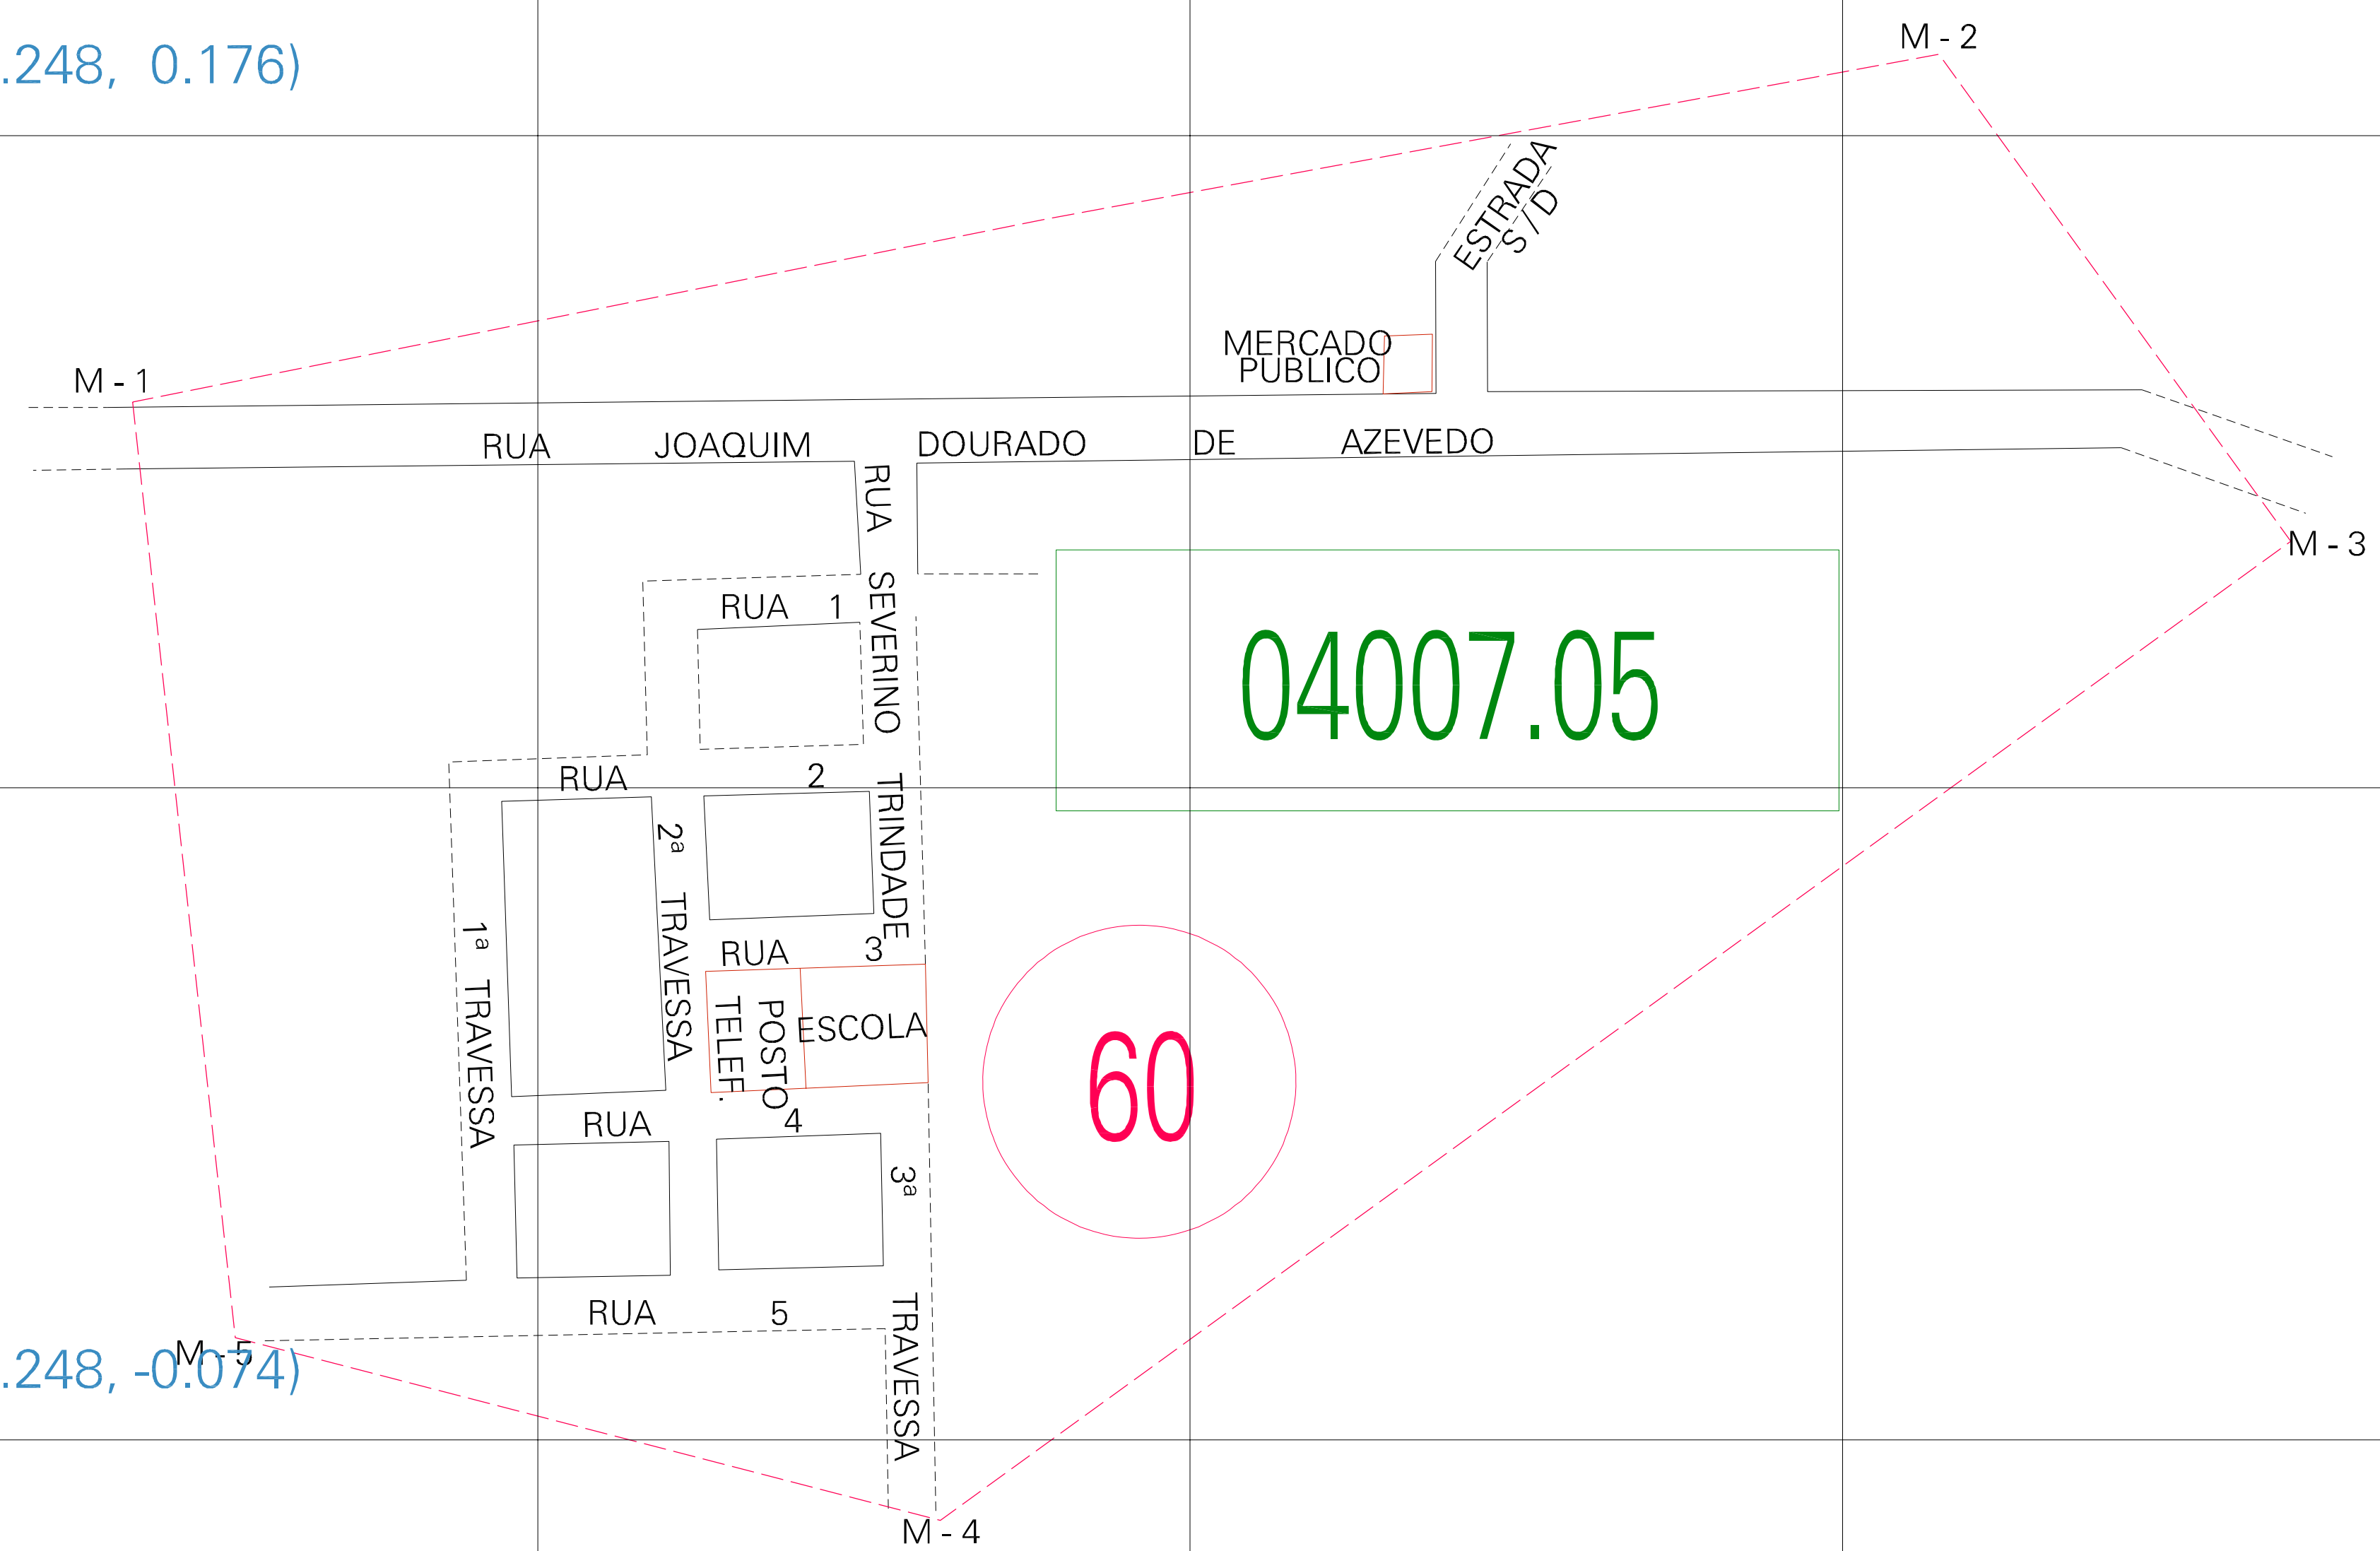 M - 2
.248,  0.176)
ESTRADA
S / D
MERCADO
PUBLICO
M - 1
RUA JOAQUIM DOURADO DE AZEVEDO
M - 3
RUA SEVERINO TRINDADE
RUA 1
04007.05
RUA 2
2ª TRAVESSA
1ª TRAVESSA
RUA 3
POSTO
TELEF.
ESCOLA
60
RUA 4
3ª TRAVESSA
RUA 5
M - 5
.248, -0.074)
M - 4